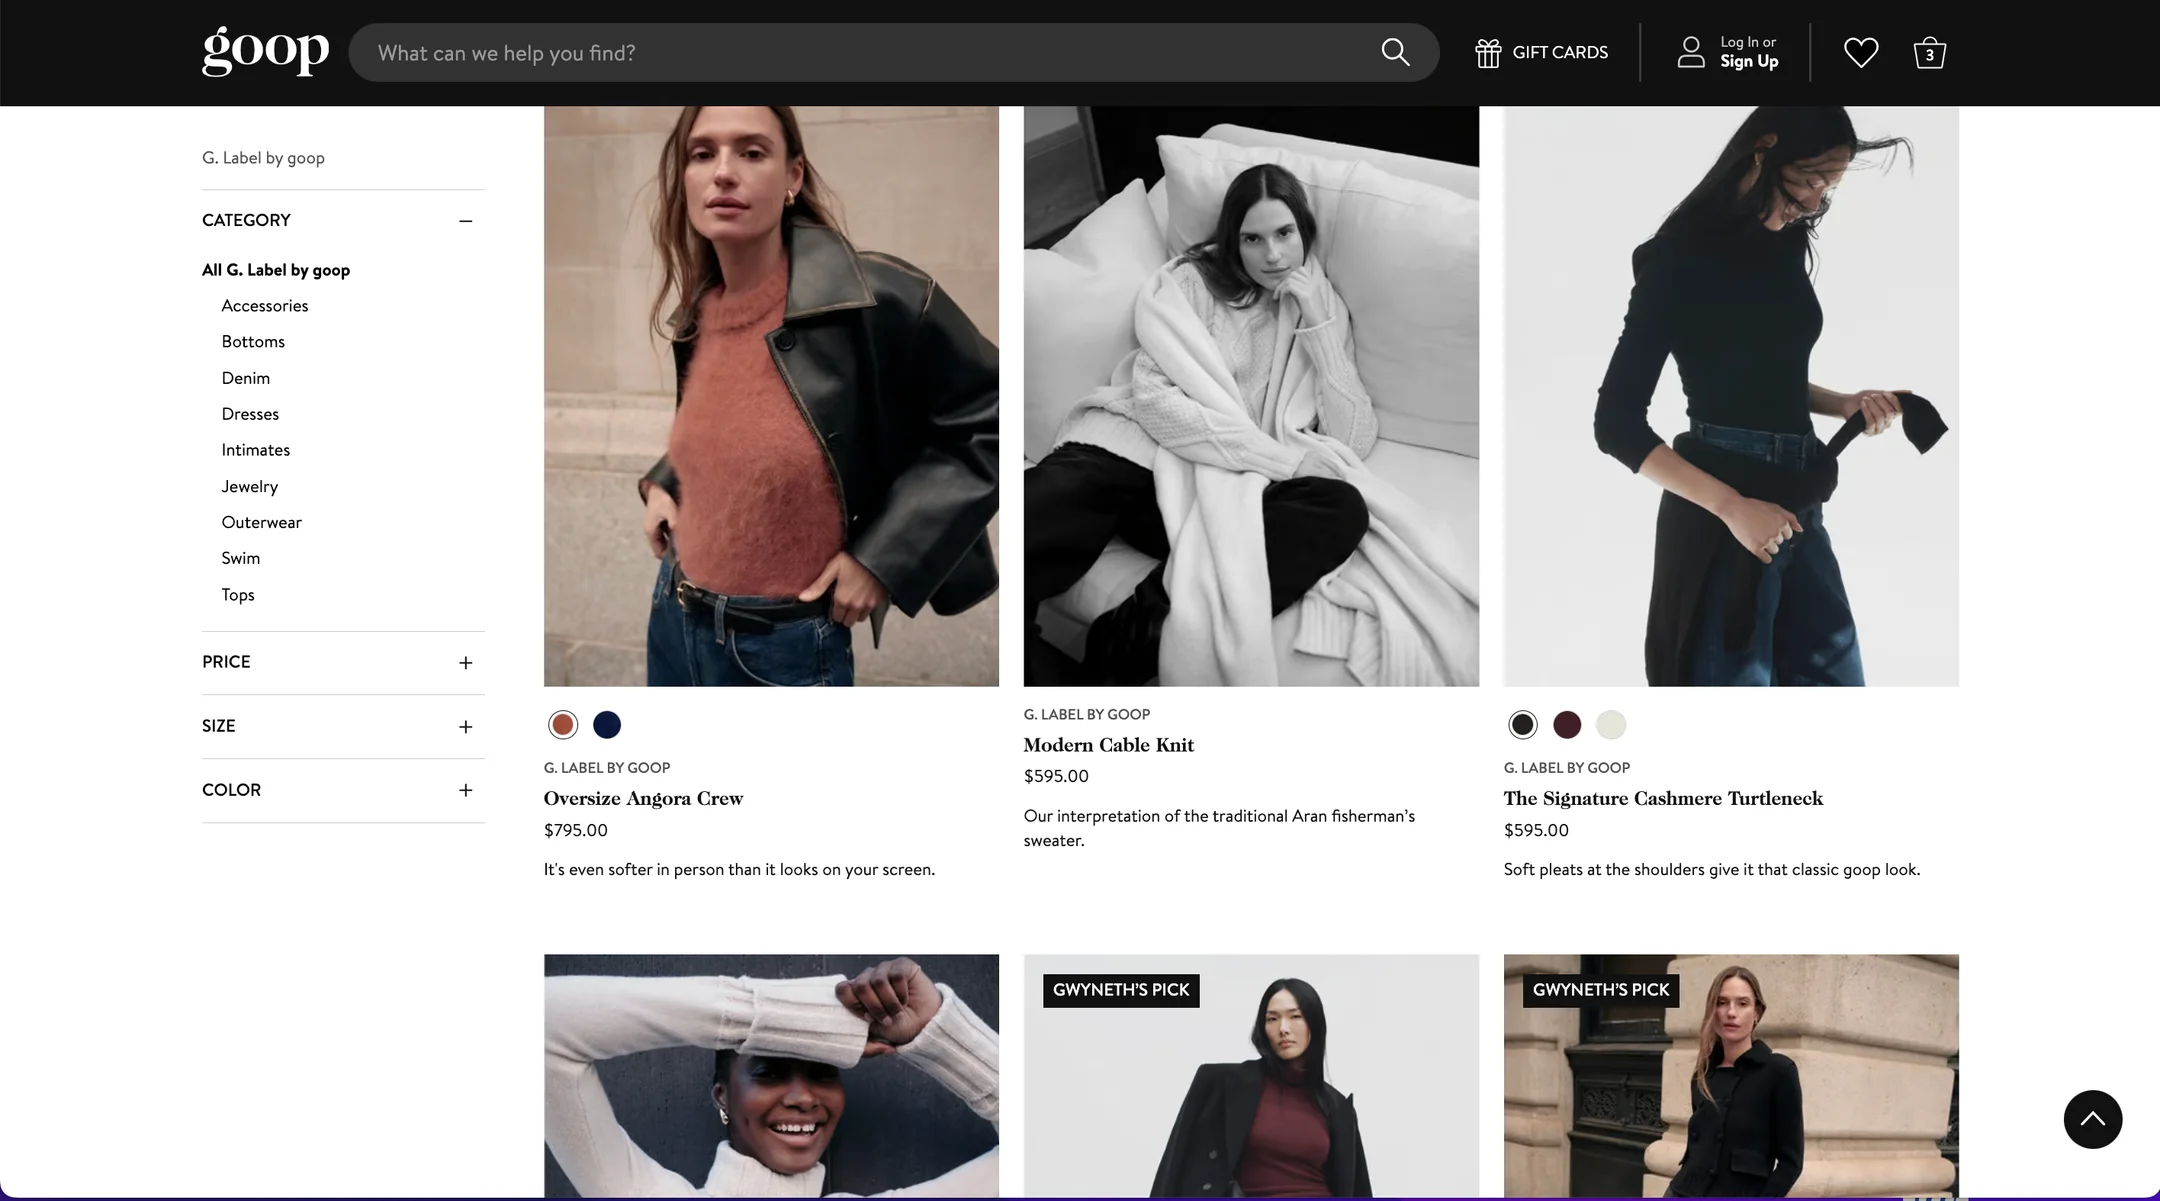 goop
What can we help you find?
GIFT CARDS
Log In or
Sign Up
3
G. Label by goop
CATEGORY
All G. Label by goop
Accessories
Bottoms
Denim
Dresses
Intimates
Jewelry
Outerwear
Swim
Tops
PRICE
SIZE
COLOR
G. LABEL BY GOOP
Oversize Angora Crew
$795.00
It's even softer in person than it looks on your screen.
G. LABEL BY GOOP
Modern Cable Knit
$595.00
Our interpretation of the traditional Aran fisherman’s
sweater.
G. LABEL BY GOOP
The Signature Cashmere Turtleneck
$595.00
Soft pleats at the shoulders give it that classic goop look.
GWYNETH’S PICK
GWYNETH’S PICK